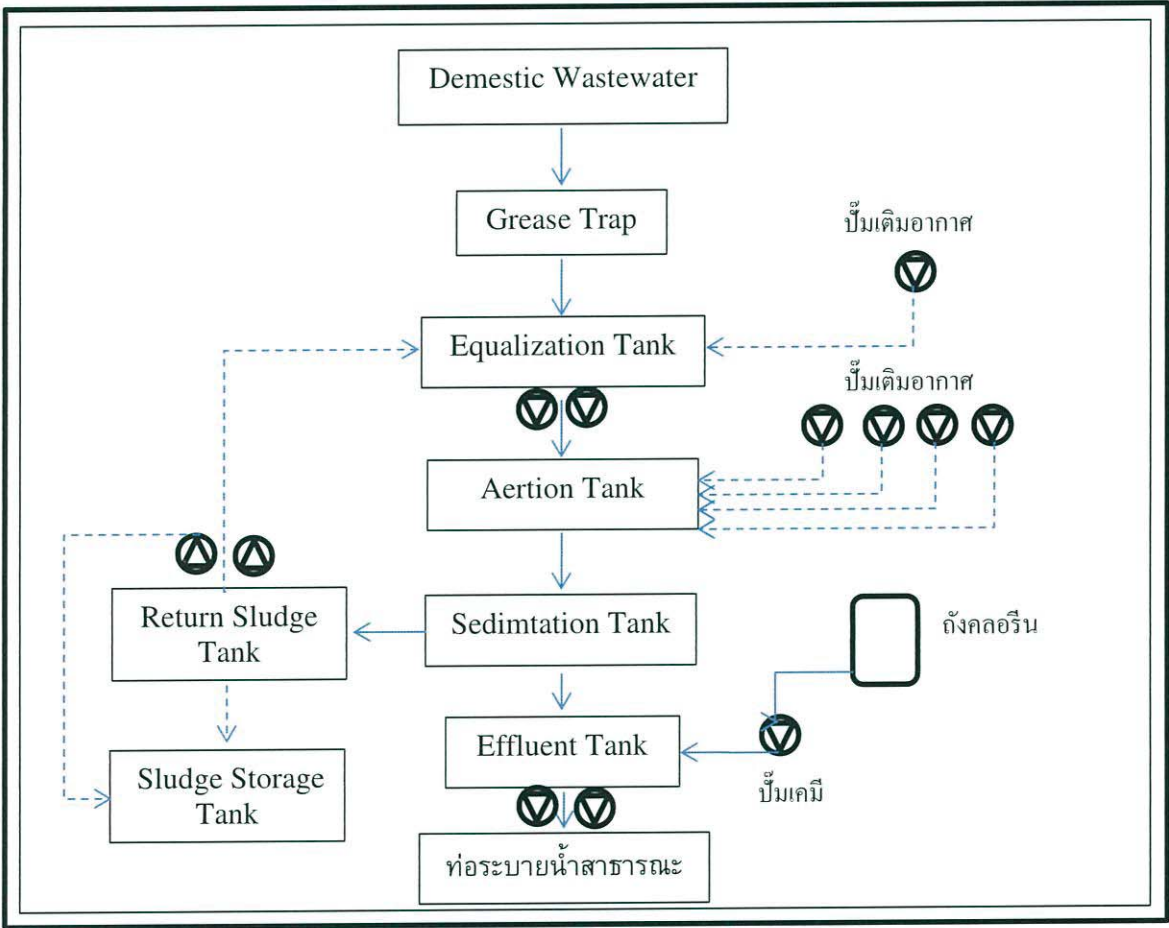 Demestic Wastewater
Grease Trap
ปั๊มเติมอากาศ
Equalization Tank
ปั๊มเติมอากาศ
Aertion Tank
Return Sludge
Tank
Sedimtation Tank
ถังคลอรีน
Effluent Tank
Sludge Storage
Tank
ปั๊มเคมี
ท่อระบายน้ำสาธารณะ